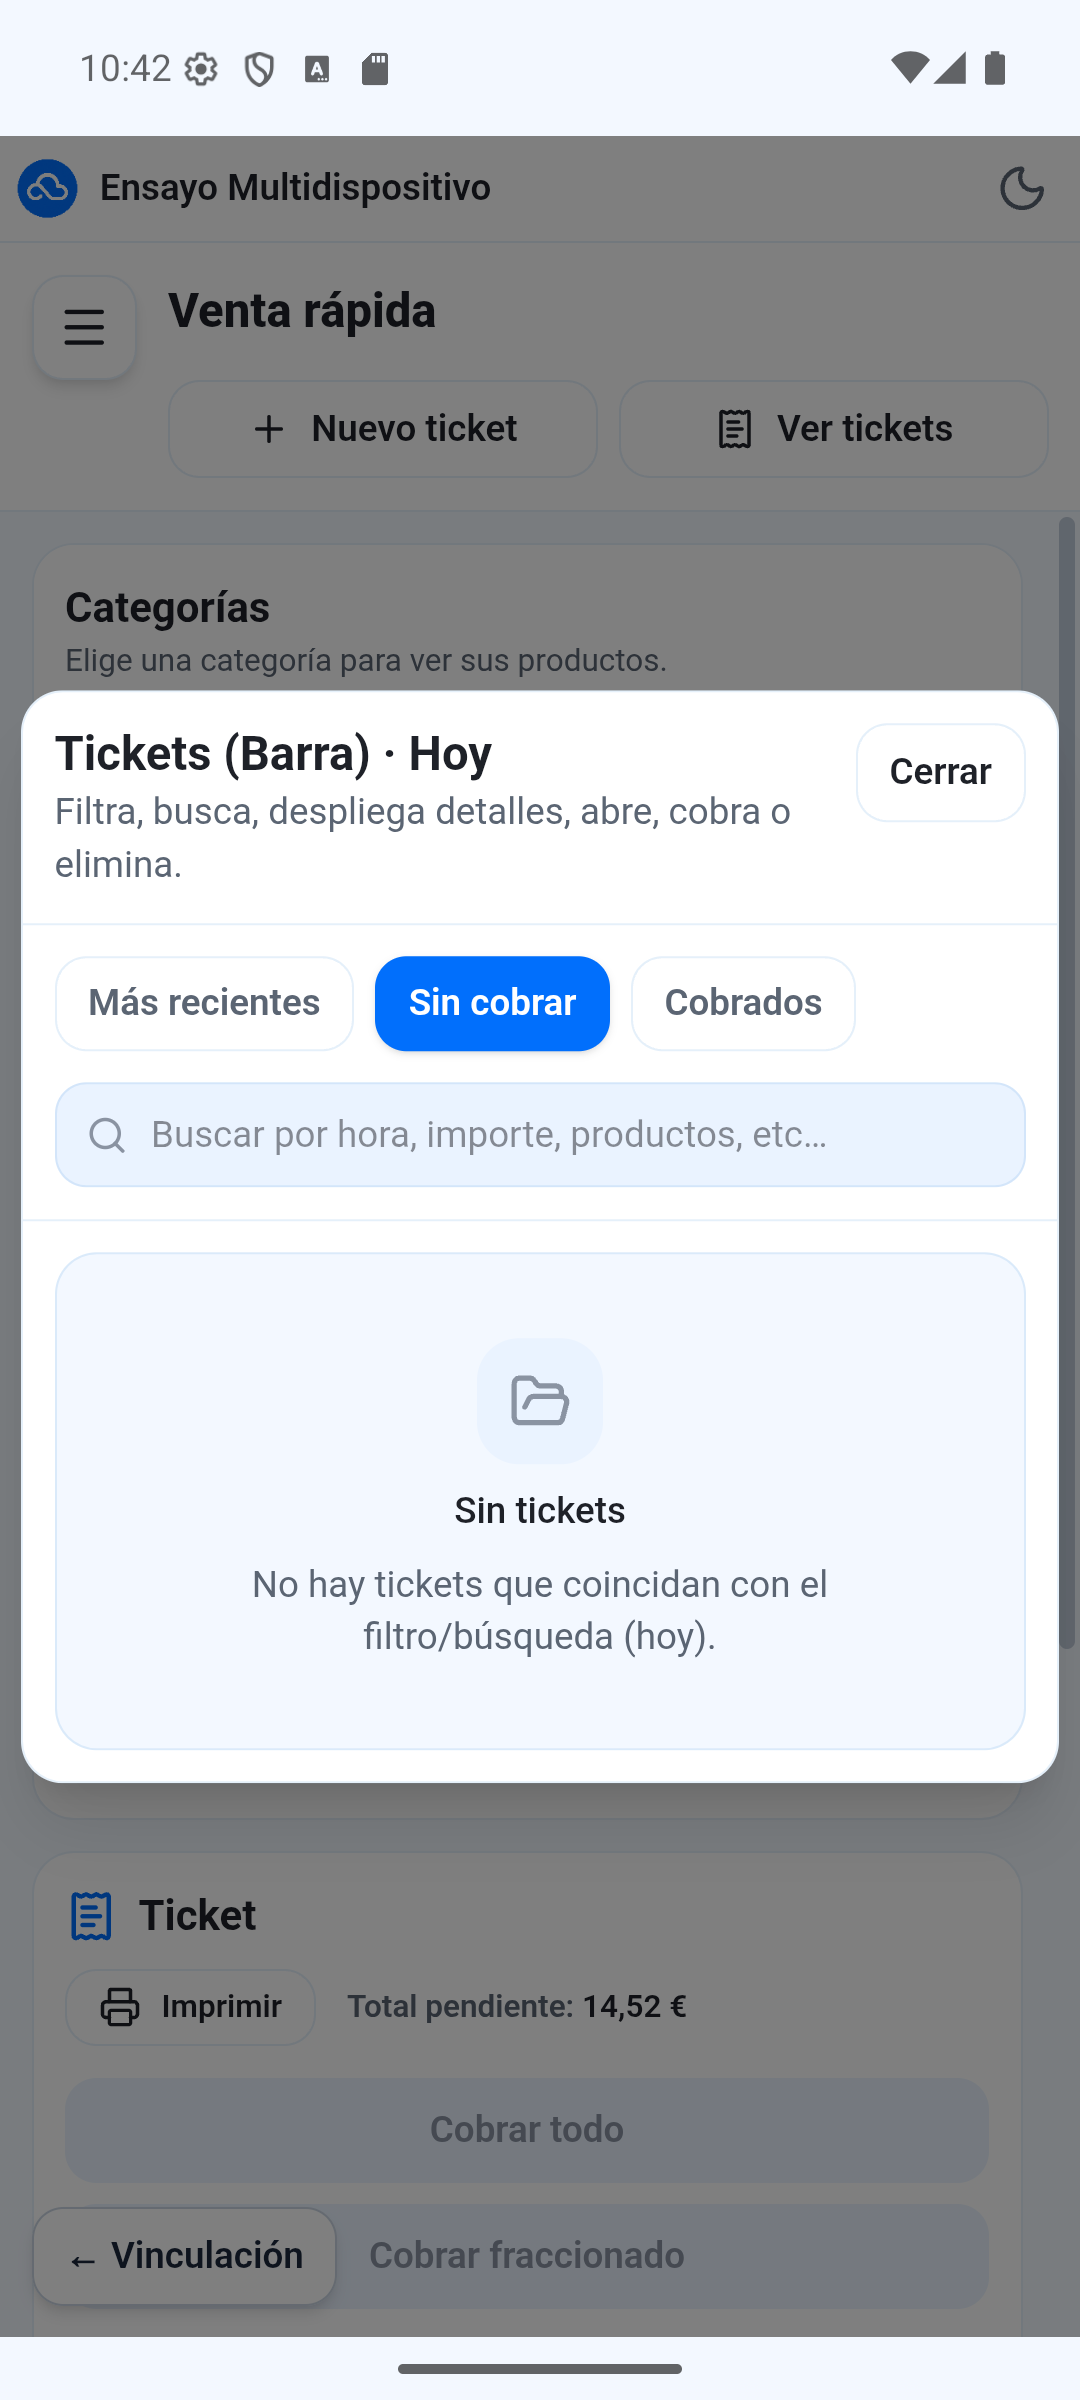 10:42
Ensayo Multidispositivo
Venta rápida
Nuevo ticket
Ver tickets
Categorías
Elige una categoría para ver sus productos.
Tickets (Barra) · Hoy
Cerrar
Filtra, busca, despliega detalles, abre, cobra o
elimina.
Más recientes
Sin cobrar
Cobrados
Buscar por hora, importe, productos, etc...
Sin tickets
No hay tickets que coincidan con el
filtro/búsqueda (hoy).
Ticket
Imprimir
Total pendiente: 14,52 €
Cobrar todo
← Vinculación
Cobrar fraccionado